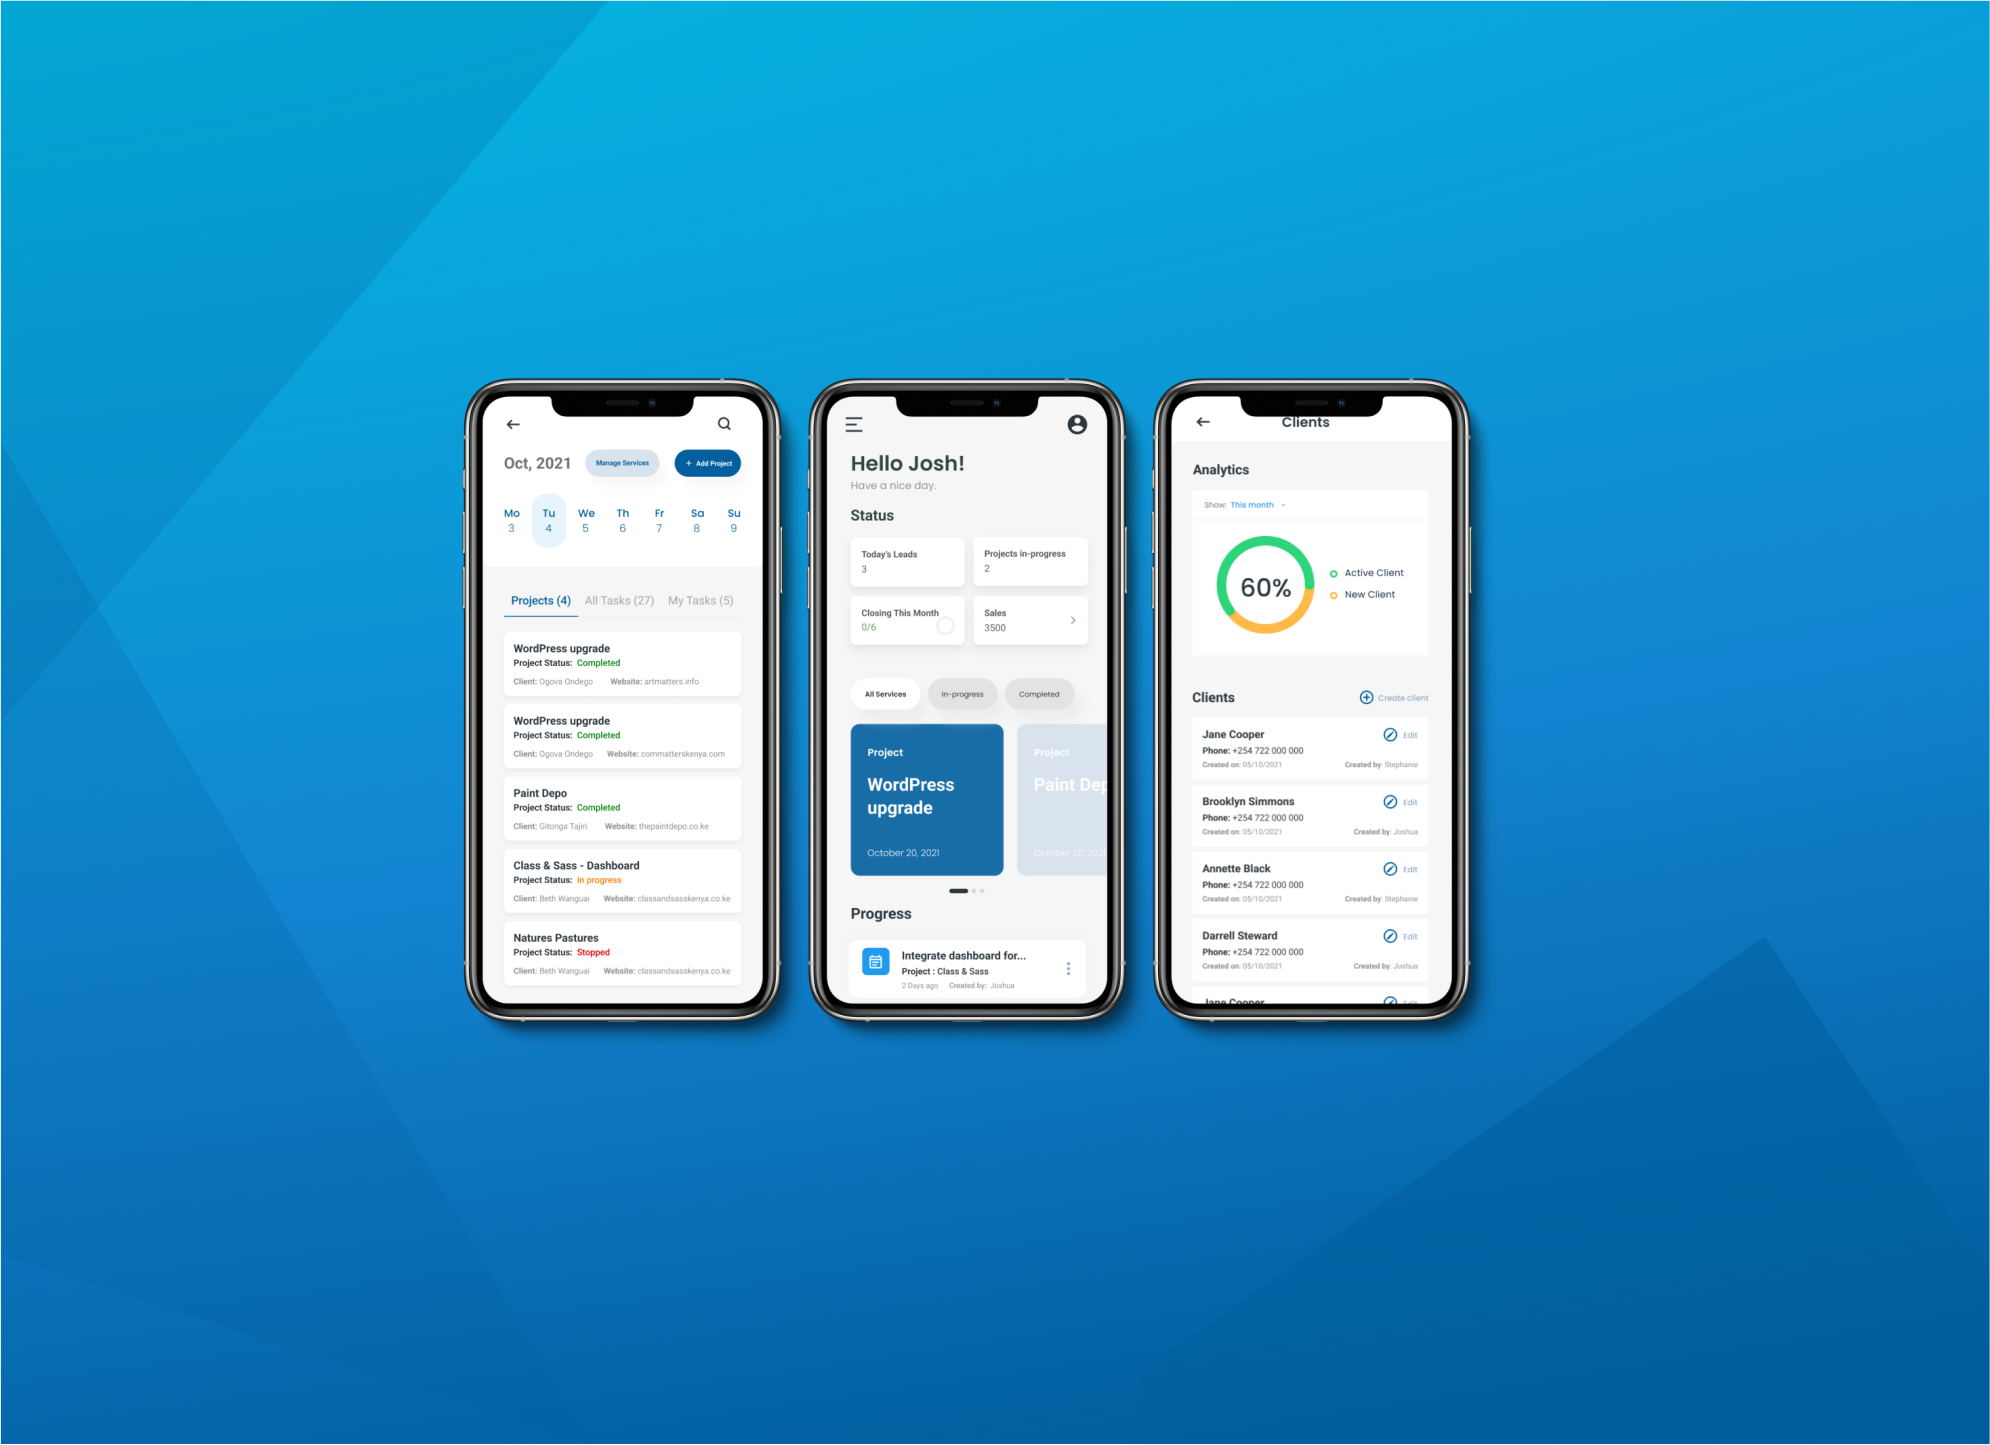 Oct, 2021
Manage Services
+ Add Project
Mo Tu We Th Fr Sa Su
3 4 5 6 7 8 9
Projects (4) All Tasks (27) My Tasks (5)
WordPress upgrade
Project Status: Completed
Client: Ogova Ondego Website: artmatters.info
WordPress upgrade
Project Status: Completed
Client: Ogova Ondego Website: commatterskenya.com
Paint Depo
Project Status: Completed
Client: Gitonga Tajiri Website: thepaintdepo.co.ke
Class & Sass - Dashboard
Project Status: In progress
Client: Beth Wanguai Website: classandsasskenya.co.ke
Natures Pastures
Project Status: Stopped
Client: Beth Wanguai Website: classandsasskenya.co.ke
Hello Josh!
Have a nice day.
Status
Today's Leads
3
Projects in-progress
2
Closing This Month
0/6
Sales
3500
All Services In-progress Completed
Project
WordPress
upgrade
October 20, 2021
Project
Paint Dep
October 20, 2021
Progress
Integrate dashboard for...
Project : Class & Sass
2 Days ago Created by: Joshua
Clients
Analytics
Show: This month
60%
Active Client
New Client
Clients
Create client
Jane Cooper Edit
Phone: +254 722 000 000
Created on: 05/10/2021 Created by: Stephanie
Brooklyn Simmons Edit
Phone: +254 722 000 000
Created on: 05/10/2021 Created by: Joshua
Annette Black Edit
Phone: +254 722 000 000
Created on: 05/10/2021 Created by: Stephanie
Darrell Steward Edit
Phone: +254 722 000 000
Created on: 05/10/2021 Created by: Joshua
Jane Cooper Edit